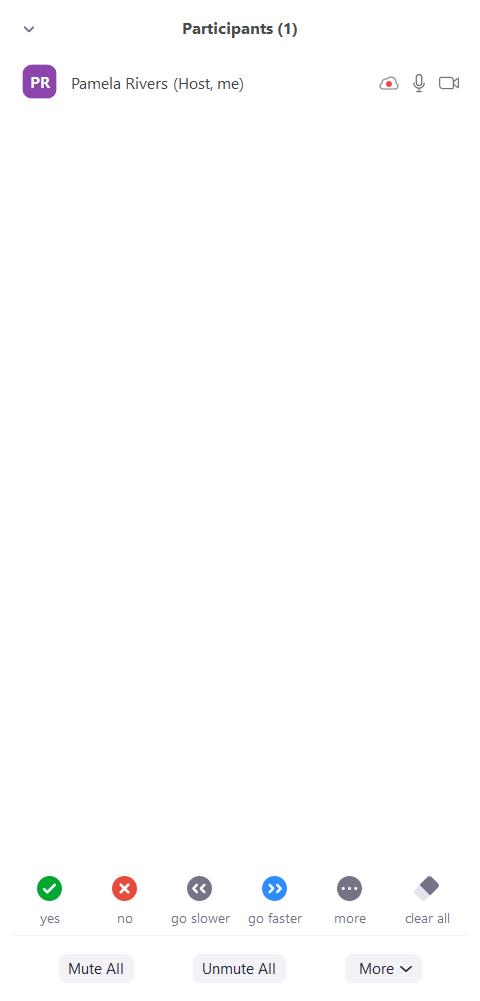 Participants (1)
PR Pamela Rivers (Host, me)
yes no go slower go faster more clear all
Mute All Unmute All More